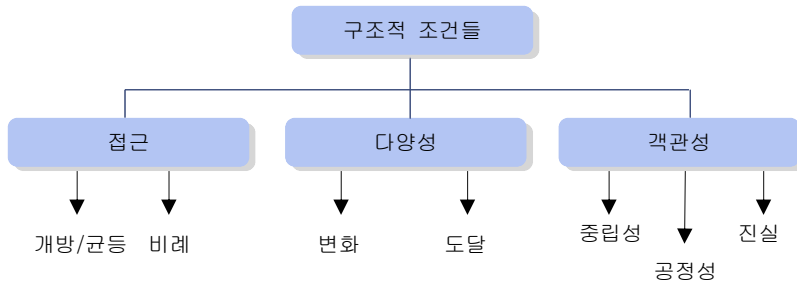 구조적 조건들
접근
다양성
객관성
개방/균등
비례
변화
도달
중립성
공정성
진실